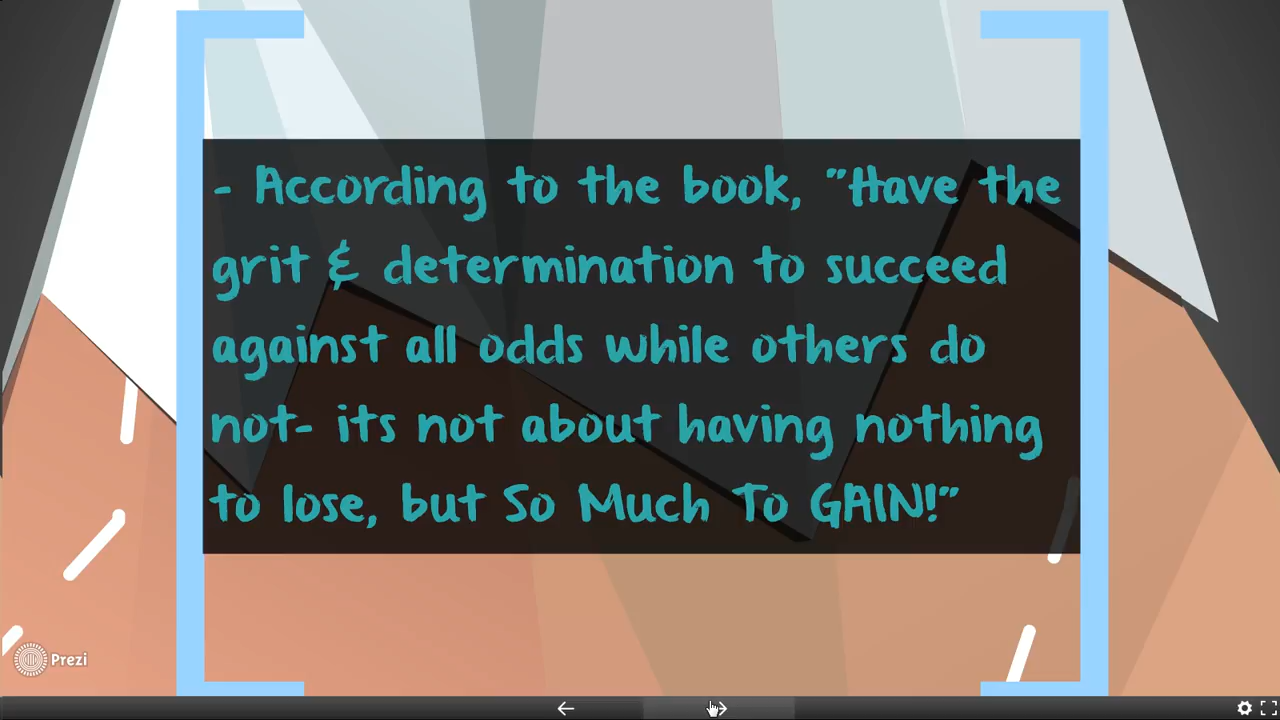 - According to the book, "Have the
grit & determination to succeed
against all odds while others do
not- its not about having nothing
to lose, but So Much To GAIN!"
Prezi